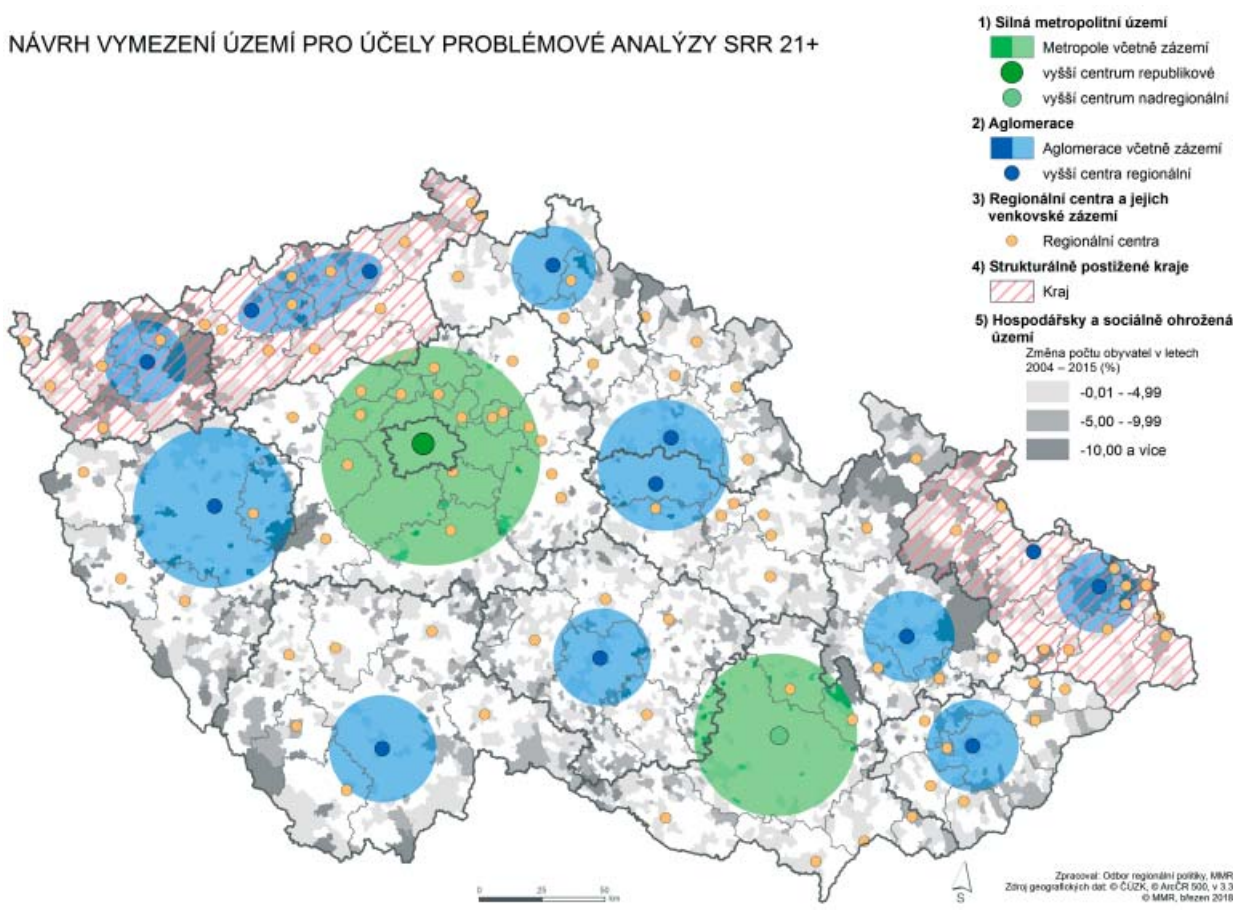 NÁVRH VYMEZENÍ ÚZEMÍ PRO ÚČELY PROBLÉMOVÉ ANALÝZY SRR 21+
1) Silná metropolitní území
Metropole včetně zázemí
vyšší centrum republikové
vyšší centrum nadregionální
2) Aglomerace
Aglomerace včetně zázemí
vyšší centra regionální
3) Regionální centra a jejich
venkovské zázemí
Regionální centra
4) Strukturálně postižené kraje
Kraj
5) Hospodářsky a sociálně ohrožená
území
Změna počtu obyvatel v letech
2004 – 2015 (%)
-0,01 - -4,99
-5,00 - -9,99
-10,00 a více
0 25 50
km
S
Zpracoval: Odbor regionální politiky, MMR
Zdroj geografických dat: © ČÚZK, © ArcČR 500, v 3.3
© MMR, březen 2018